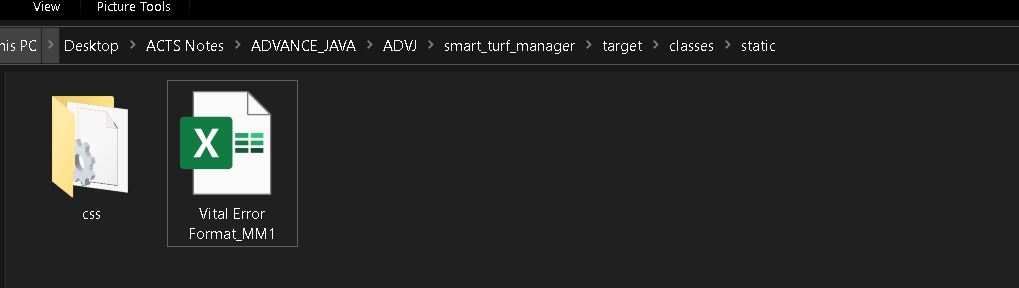 View Picture Tools
his PC > Desktop > ACTS Notes > ADVANCE_JAVA > ADVJ > smart_turf_manager > target > classes > static
X
css
Vital Error
Format_MM1